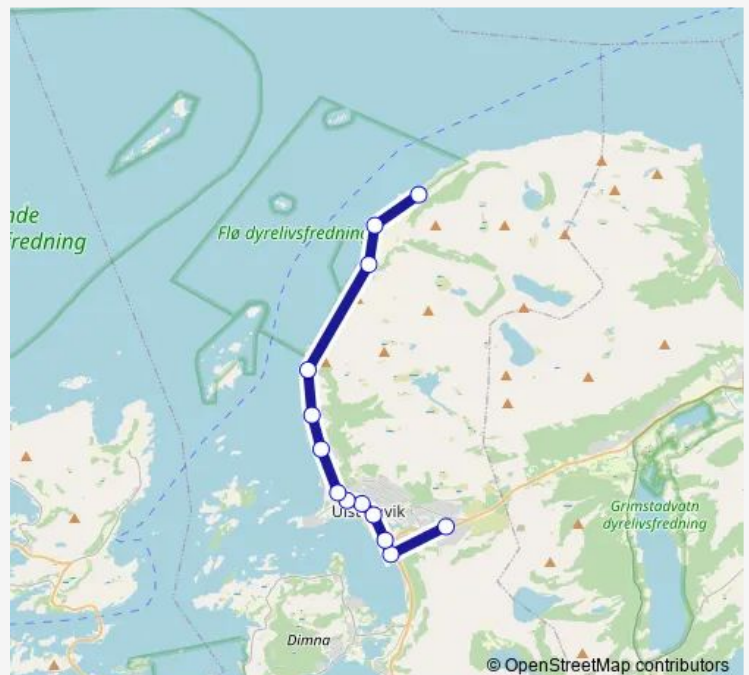 nde
fredning
Flø dyrelivsfredning
Grimstadvatn
dyrelivsfredning
Dimna
© OpenStreetMap contributors